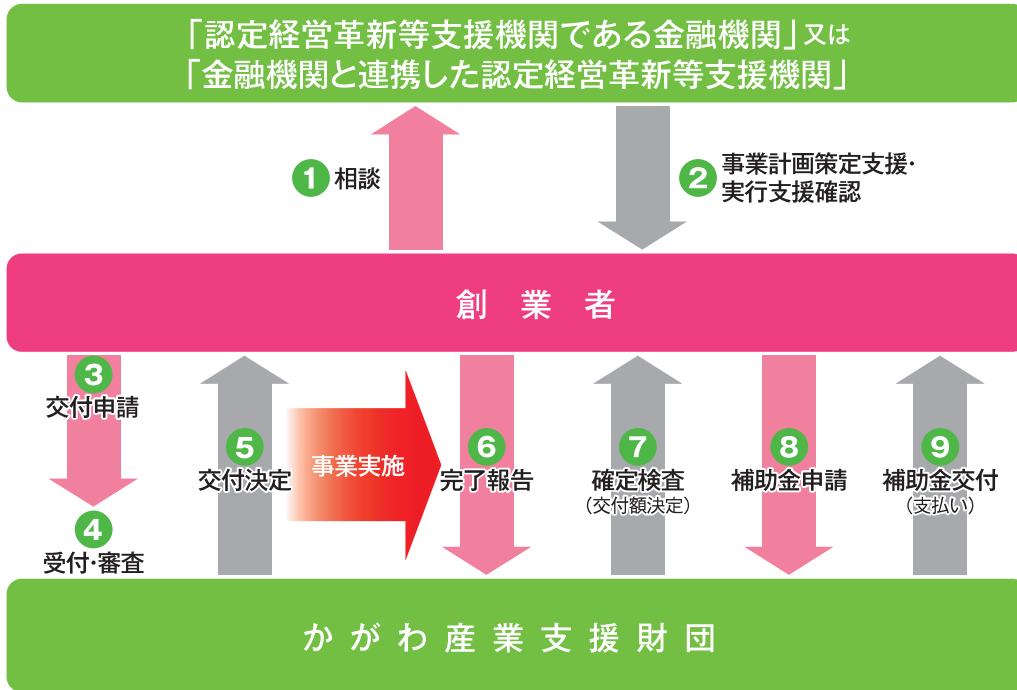 「認定経営革新等支援機関である金融機関」又は
「金融機関と連携した認定経営革新等支援機関」
1 相談
2 事業計画策定支援・
実行支援確認
創業者
3
交付申請
4
受付・審査
5
交付決定
事業実施
6
完了報告
7
確定検査
（交付額決定）
8
補助金申請
9
補助金交付
（支払い）
かがわ産業支援財団